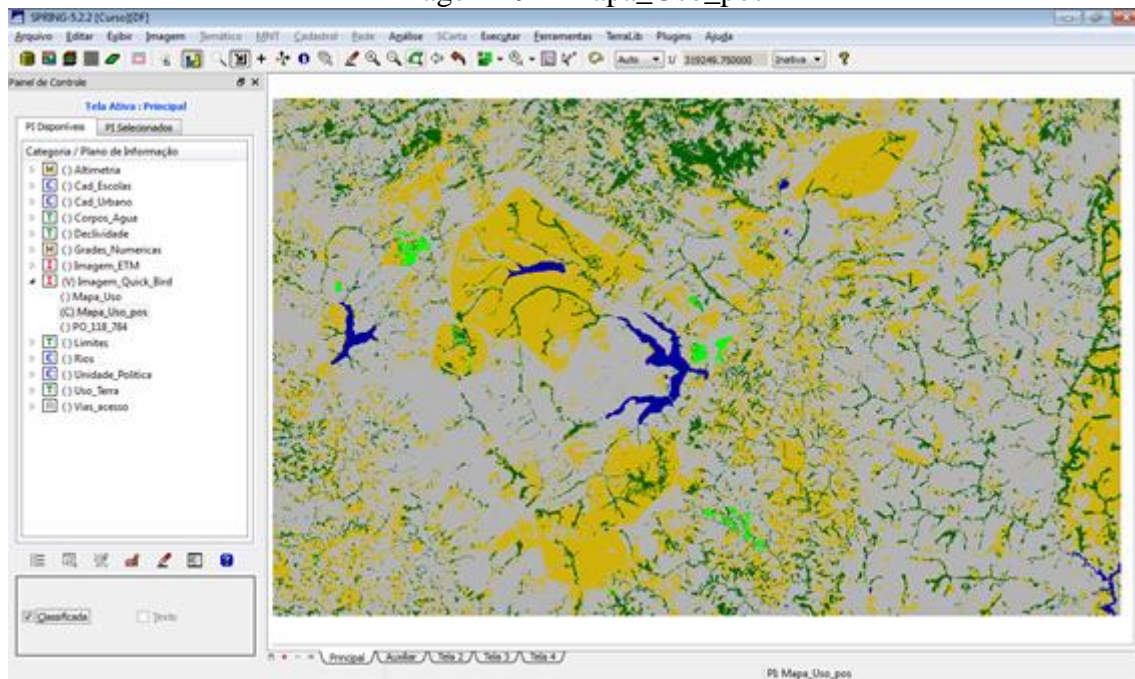 Mapa_Uso_pos
SPRING-5.2.2 [Curso][DF]
Arquivo Editar Exibir Imagem Temático MNT Cadastral Rede Análise SCarta Executar Ferramentas TerraLib Plugins Ajuda
Auto 1/ 319249.750000 Inativa
Painel de Controle
Tela Ativa : Principal
PI Disponíveis PI Selecionados
Categoria / Plano de Informação
M () Altimetria
C () Cad_Escolas
C () Cad_Urbano
T () Corpos_Agua
T () Declividade
M () Grades_Numericas
I () Imagem_ETM
I (V) Imagem_Quick_Bird
() Mapa_Uso
(C) Mapa_Uso_pos
T () Limites
C () Rios
C () Unidade_Politica
T () Uso_Terra
() Vias_acesso
Classificada Texto
Principal Auxiliar Tela 2 Tela 3 Tela 4
PI: Mapa_Uso_pos